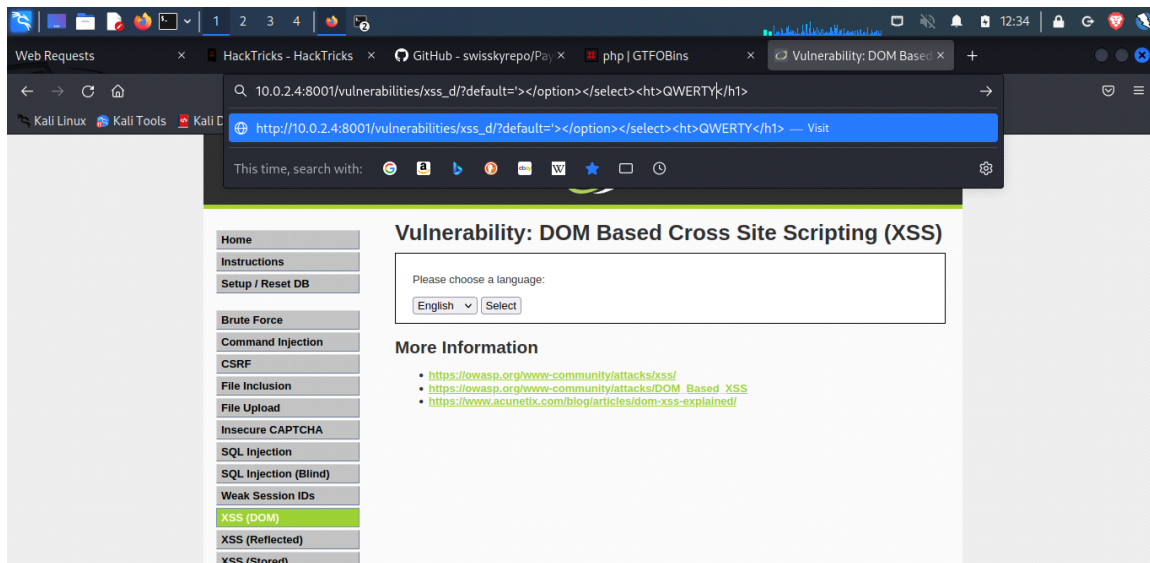 1 2 3 4 12:34
Web Requests HackTricks - HackTricks GitHub - swisskyrepo/Pay php | GTFOBins Vulnerability: DOM Based
10.0.2.4:8001/vulnerabilities/xss_d/?default='></option></select><ht>QWERTY</h1>
Kali Linux Kali Tools Kali D
http://10.0.2.4:8001/vulnerabilities/xss_d/?default='></option></select><ht>QWERTY</h1> — Visit
This time, search with:
Vulnerability: DOM Based Cross Site Scripting (XSS)
Home
Instructions
Setup / Reset DB
Brute Force
Command Injection
CSRF
File Inclusion
File Upload
Insecure CAPTCHA
SQL Injection
SQL Injection (Blind)
Weak Session IDs
XSS (DOM)
XSS (Reflected)
XSS (Stored)
Please choose a language:
English Select
More Information
https://owasp.org/www-community/attacks/xss/
https://owasp.org/www-community/attacks/DOM_Based_XSS
https://www.acunetix.com/blog/articles/dom-xss-explained/